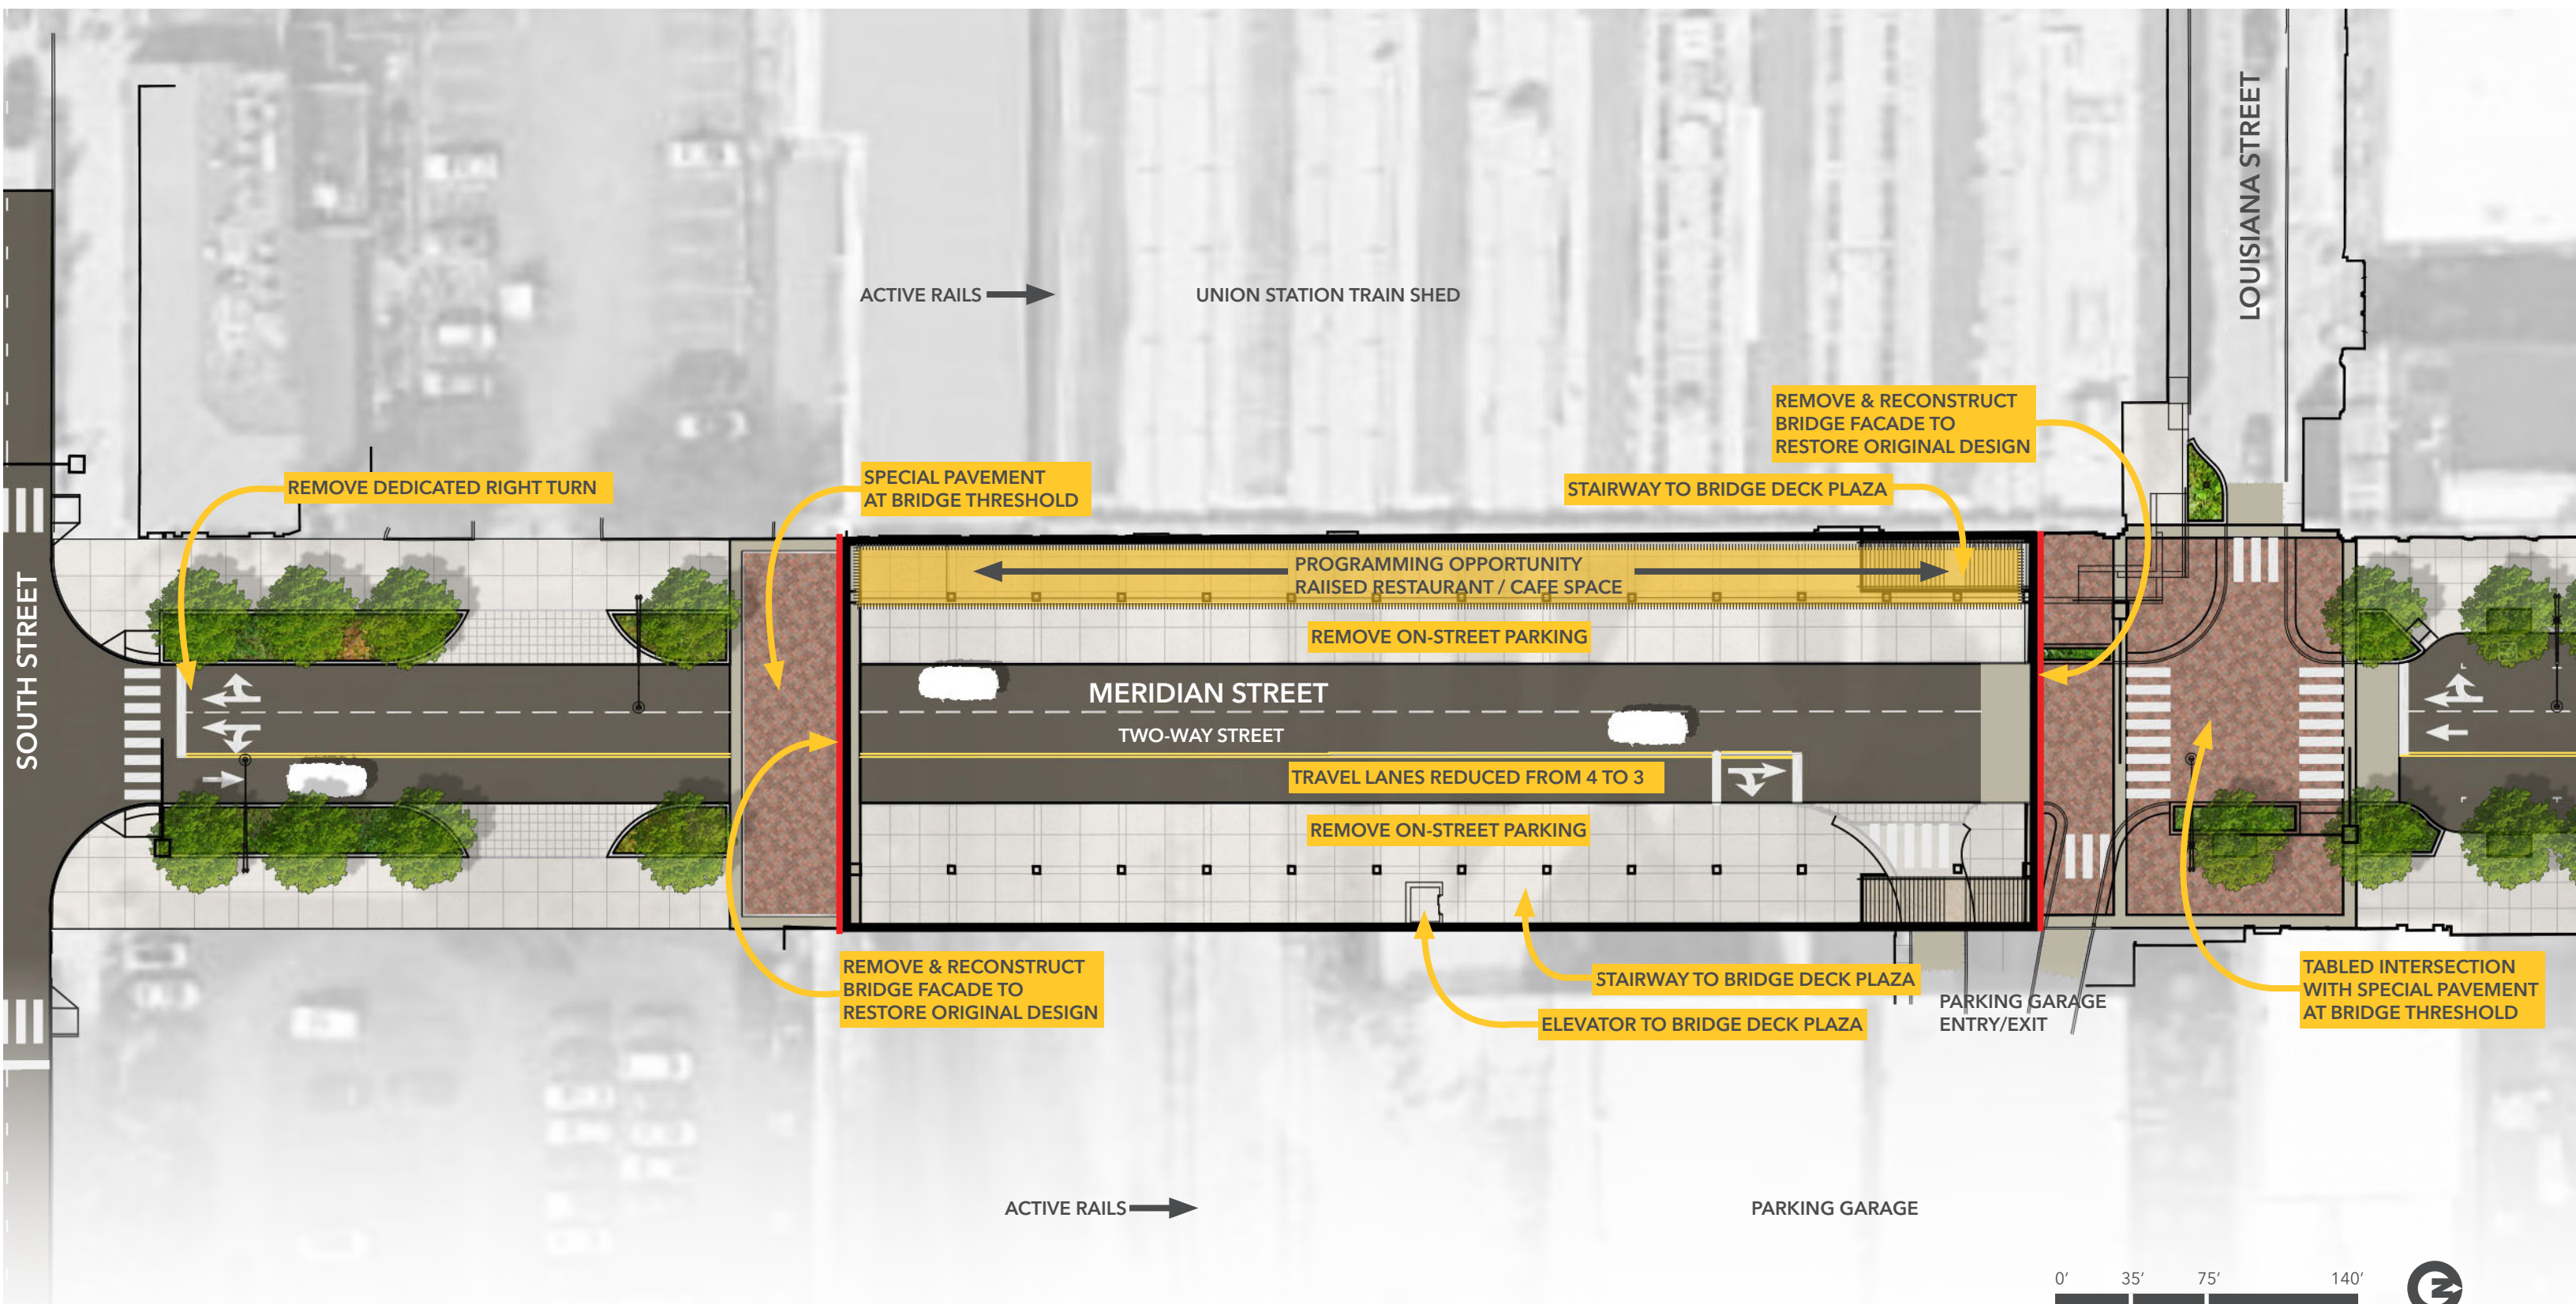 LOUISIANA STREET
ACTIVE RAILS
UNION STATION TRAIN SHED
REMOVE & RECONSTRUCT
BRIDGE FACADE TO
RESTORE ORIGINAL DESIGN
REMOVE DEDICATED RIGHT TURN
SPECIAL PAVEMENT
AT BRIDGE THRESHOLD
STAIRWAY TO BRIDGE DECK PLAZA
PROGRAMMING OPPORTUNITY
RAIISED RESTAURANT / CAFE SPACE
REMOVE ON-STREET PARKING
SOUTH STREET
MERIDIAN STREET
TWO-WAY STREET
TRAVEL LANES REDUCED FROM 4 TO 3
REMOVE ON-STREET PARKING
REMOVE & RECONSTRUCT
BRIDGE FACADE TO
RESTORE ORIGINAL DESIGN
STAIRWAY TO BRIDGE DECK PLAZA
ELEVATOR TO BRIDGE DECK PLAZA
PARKING GARAGE
ENTRY/EXIT
TABLED INTERSECTION
WITH SPECIAL PAVEMENT
AT BRIDGE THRESHOLD
ACTIVE RAILS
PARKING GARAGE
0' 35' 75' 140'
N